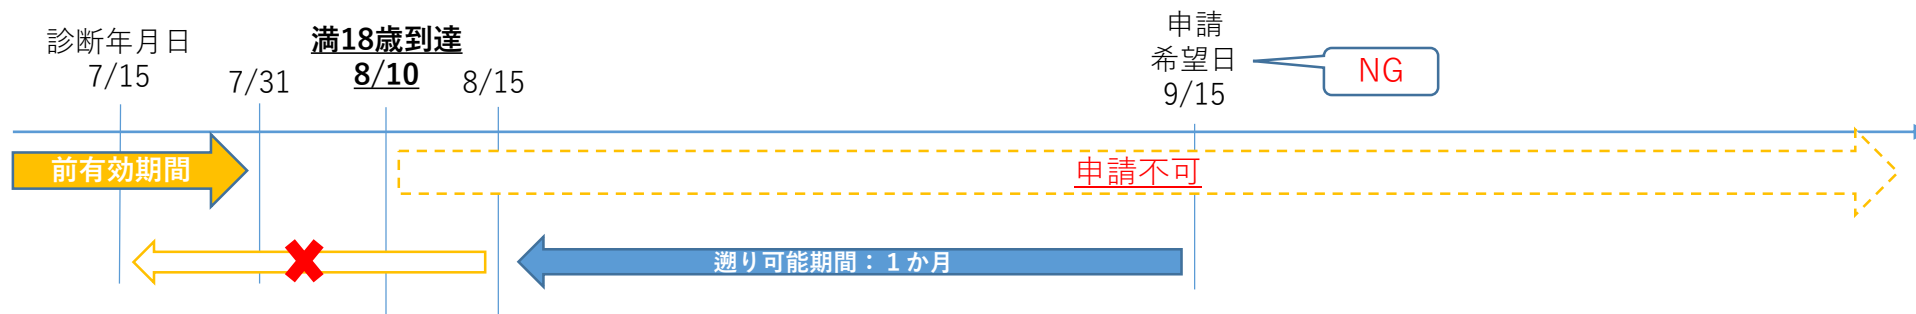 診断年月日
7/15
7/31
満18歳到達
8/10
8/15
申請
希望日
9/15
NG
前有効期間
申請不可
遡り可能期間：１か月